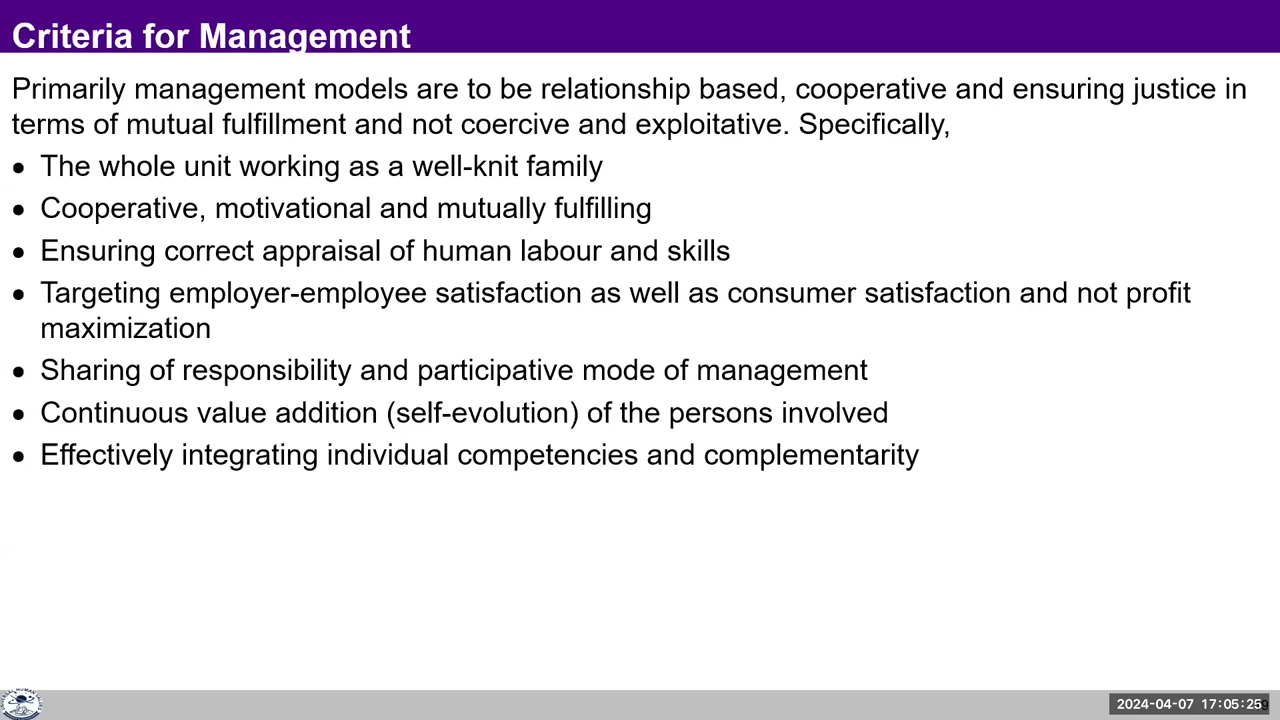 Criteria for Management
Primarily management models are to be relationship based, cooperative and ensuring justice in
terms of mutual fulfillment and not coercive and exploitative. Specifically,
• The whole unit working as a well-knit family
• Cooperative, motivational and mutually fulfilling
• Ensuring correct appraisal of human labour and skills
• Targeting employer-employee satisfaction as well as consumer satisfaction and not profit
maximization
• Sharing of responsibility and participative mode of management
• Continuous value addition (self-evolution) of the persons involved
• Effectively integrating individual competencies and complementarity
2024-04-07 17:05:25